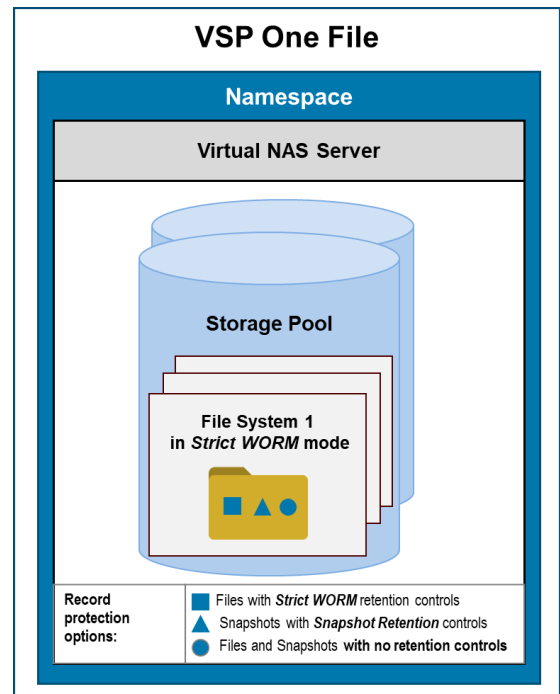 VSP One File
Namespace
Virtual NAS Server
Storage Pool
File System 1
in Strict WORM mode
Record
protection
options:
Files with Strict WORM retention controls
Snapshots with Snapshot Retention controls
Files and Snapshots with no retention controls